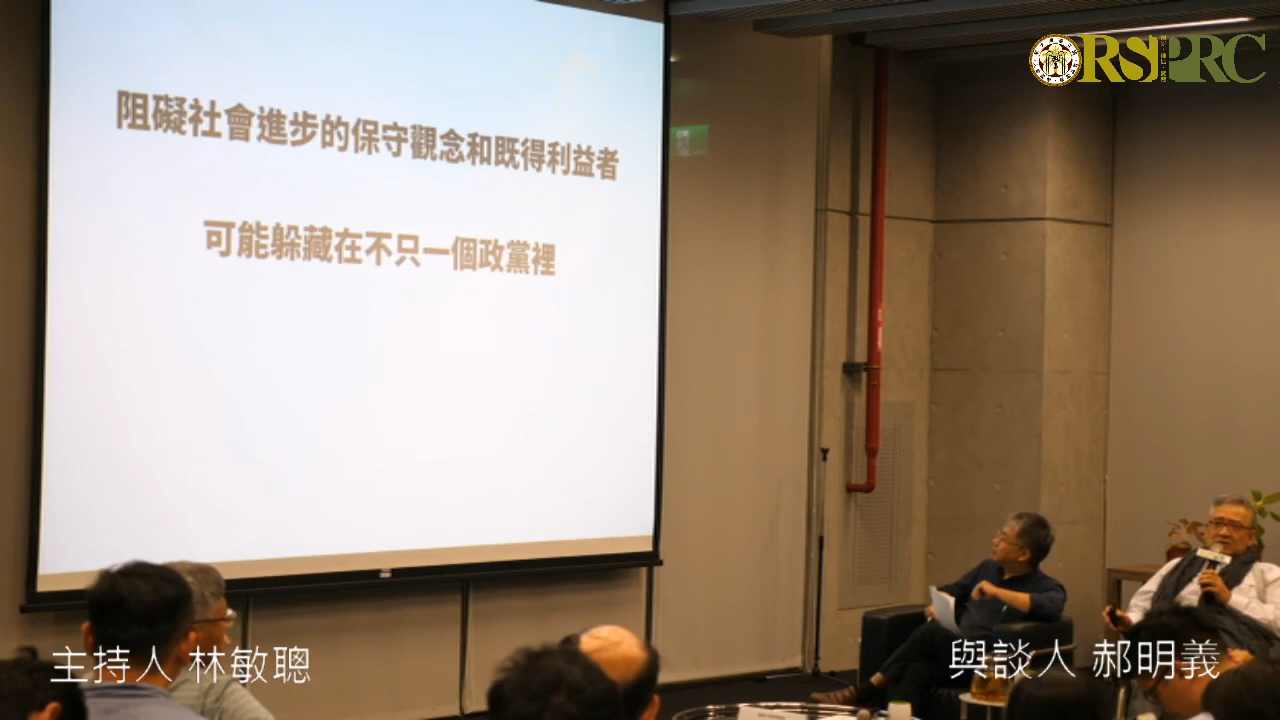 RSPRC
阻礙社會進步的保守觀念和既得利益者
可能躲藏在不只一個政黨裡
主持人 林敏聰
與談人 郝明義